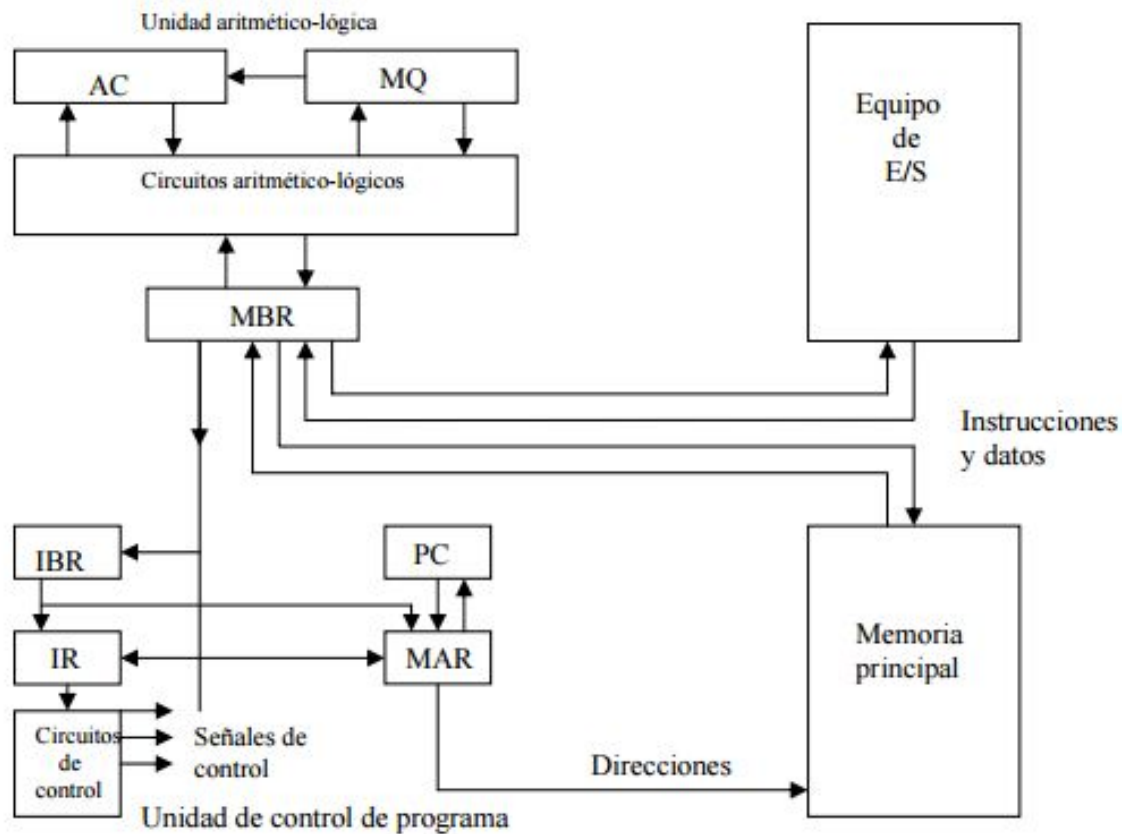 Unidad aritmético-lógica
AC
MQ
Circuitos aritmético-lógicos
MBR
Equipo
de
E/S
Instrucciones
y datos
IBR
PC
IR
MAR
Memoria
principal
Circuitos
de
control
Señales de
control
Direcciones
Unidad de control de programa